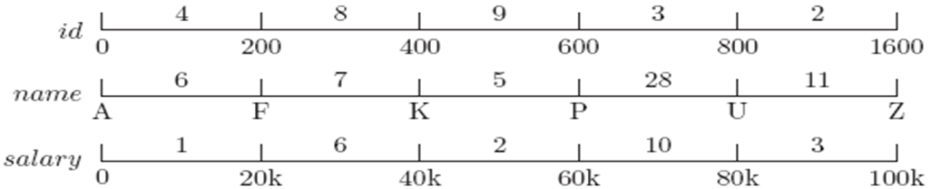 4 8 9 3 2
id
0 200 400 600 800 1600
6 7 5 28 11
name
A F K P U Z
1 6 2 10 3
salary
0 20k 40k 60k 80k 100k